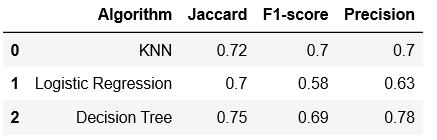 Algorithm Jaccard F1-score Precision
0 KNN 0.72 0.7 0.7
1 Logistic Regression 0.7 0.58 0.63
2 Decision Tree 0.75 0.69 0.78